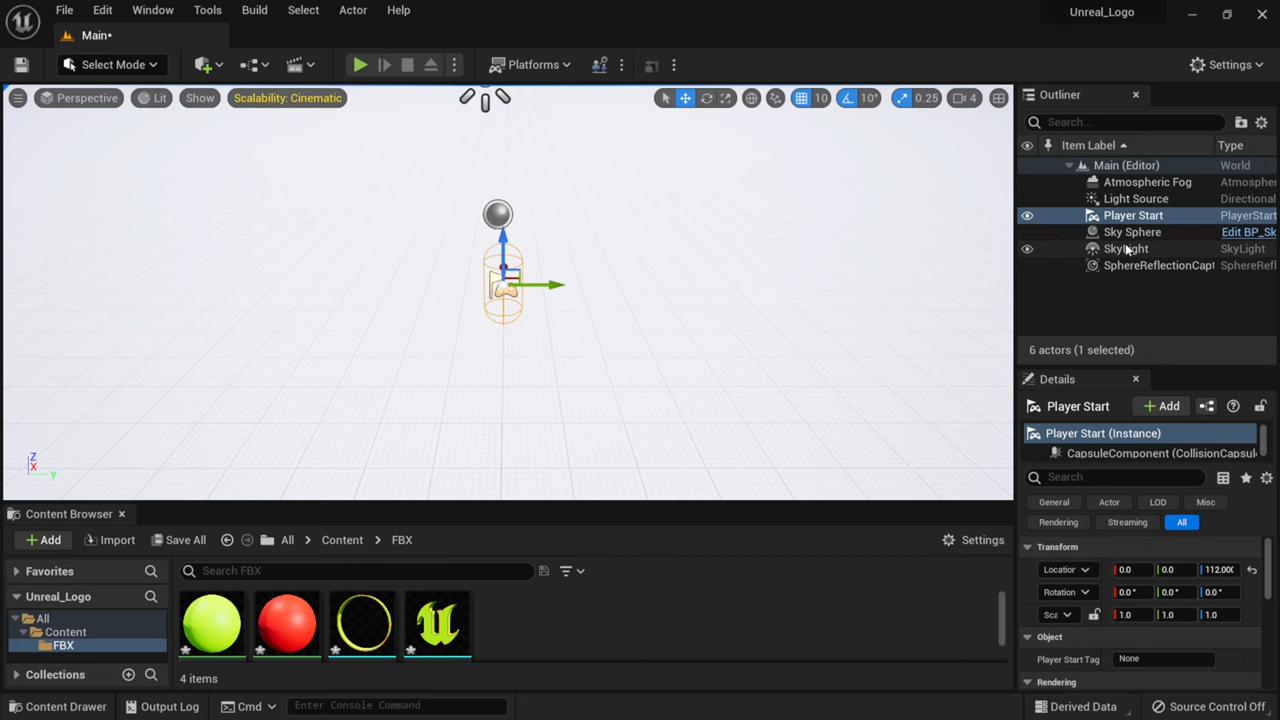 File Edit Window Tools Build Select Actor Help
Unreal_Logo
Main*
Select Mode
Platforms
Settings
Perspective Lit Show Scalability: Cinematic
10 10° 0.25 4
Outliner
Search...
Item Label Type
Main (Editor) World
Atmospheric Fog Atmosphe
Light Source Directional
Player Start PlayerStart
Sky Sphere Edit BP_Sk
SkyLight SkyLight
SphereReflectionCapt SphereRefl
6 actors (1 selected)
Details
Player Start Add
Player Start (Instance)
CapsuleComponent (CollisionCapsule
Search
General Actor LOD Misc
Rendering Streaming All
Transform
Location 0.0 0.0 112.000
Rotation 0.0° 0.0° 0.0°
Sca 1.0 1.0 1.0
Object
Player Start Tag None
Rendering
Z
X
Y
Content Browser
Add Import Save All All Content FBX Settings
Favorites
Search FBX
Unreal_Logo
All
Content
FBX
Collections
4 items
Content Drawer Output Log Cmd Enter Console Command Derived Data Source Control Off